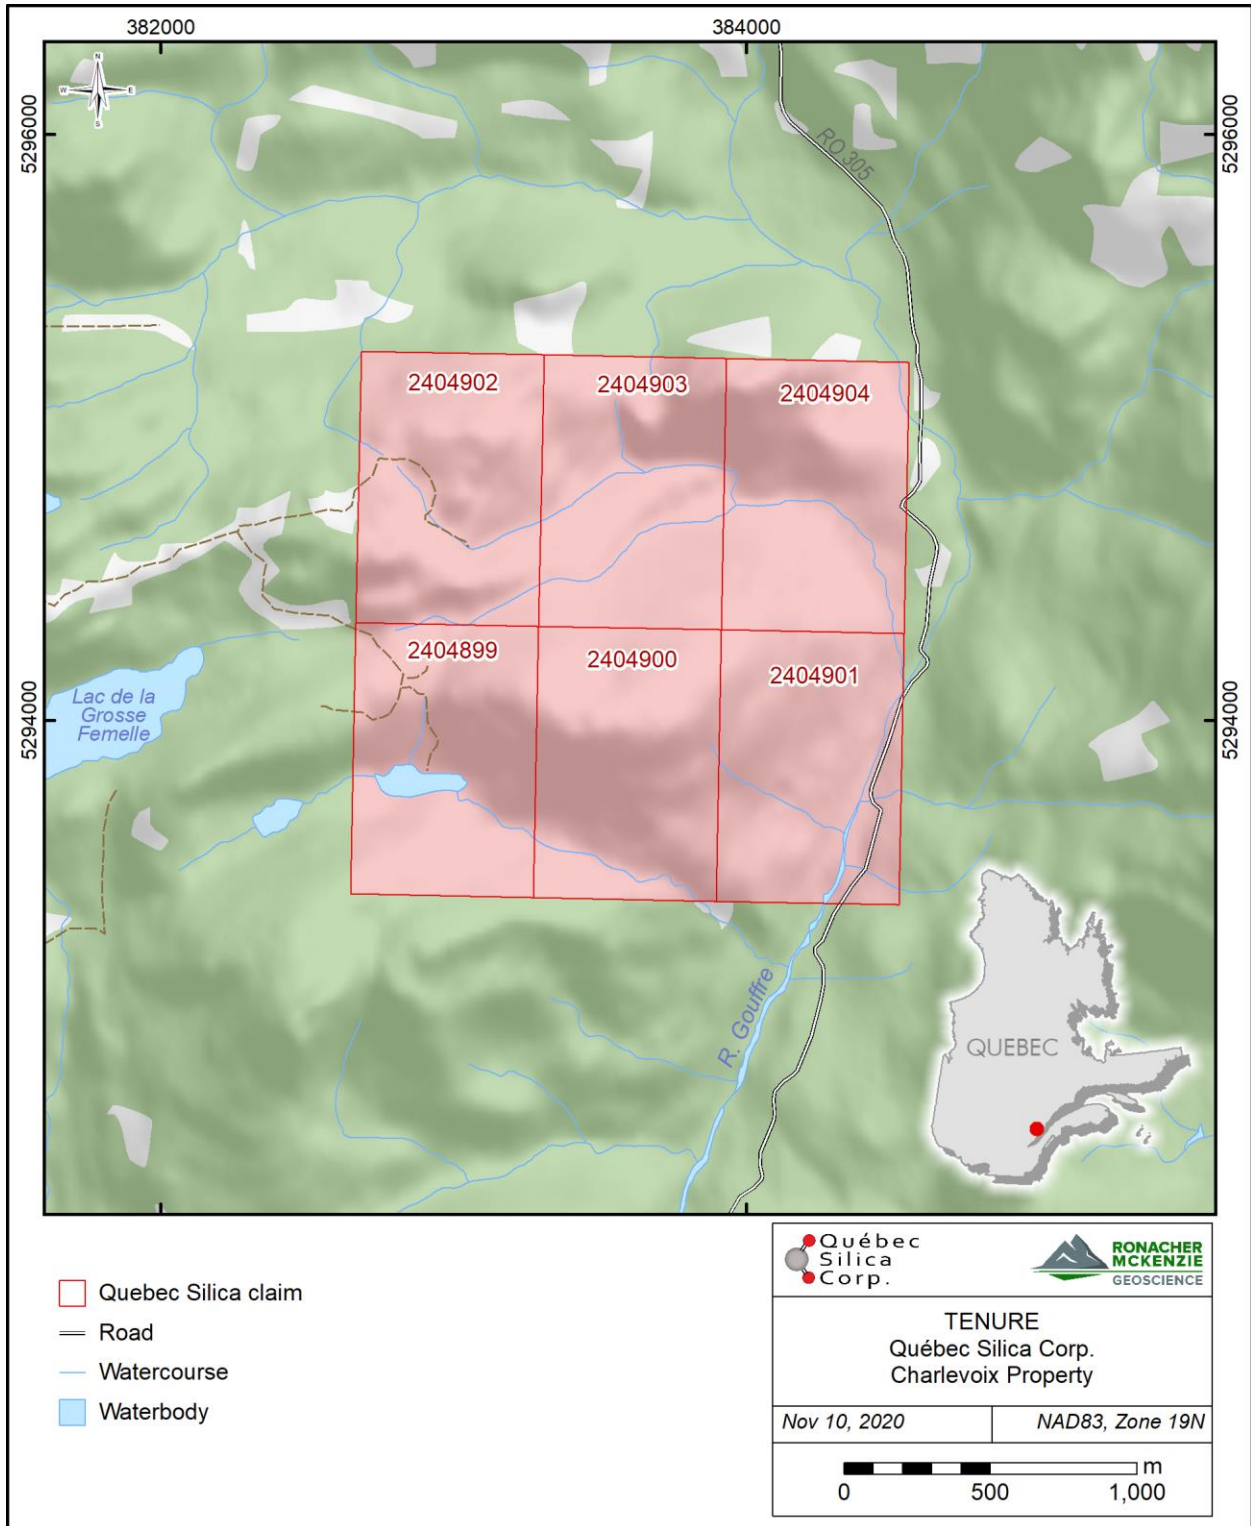 382000
384000
N
W
E
S
5296000
5296000
RO 305
2404902
2404903
2404904
2404899
2404900
2404901
Lac de la
Grosse
Femelle
5294000
5294000
R. Gouffre
QUEBEC
Quebec Silica claim
Road
Watercourse
Waterbody
Québec
Silica
Corp.
RONACHER
MCKENZIE
GEOSCIENCE
TENURE
Québec Silica Corp.
Charlevoix Property
Nov 10, 2020
NAD83, Zone 19N
m
0
500
1,000